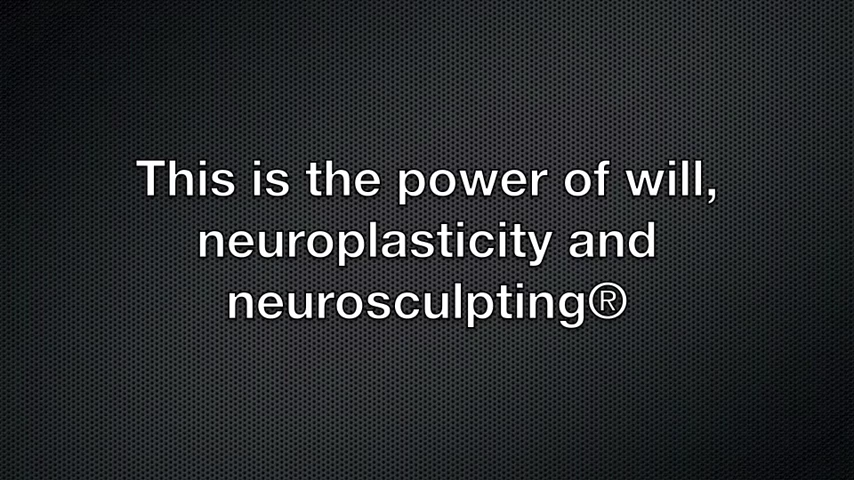 This is the power of will,
neuroplasticity and
neurosculpting®